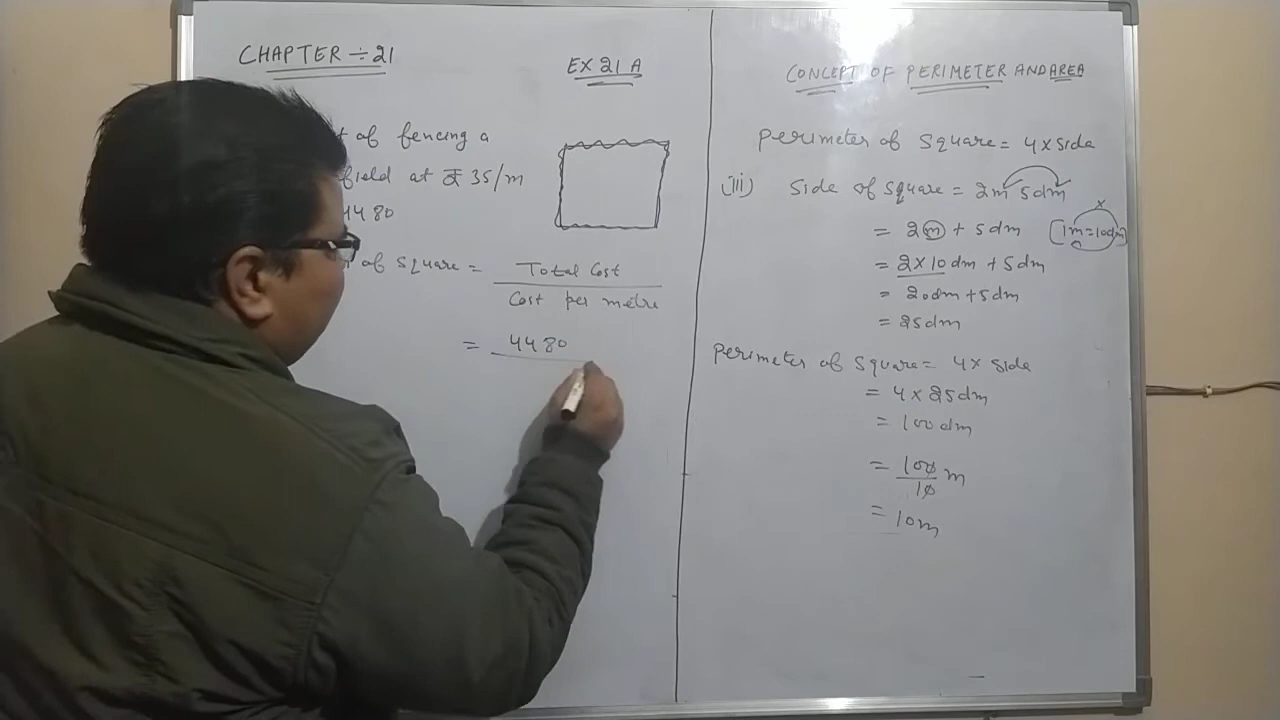 CHAPTER ÷ 21
EX 21 A
of fencing a
field at ₹ 35/m
4480
of square = Total Cost
Cost per metre
= 4480
CONCEPT OF PERIMETER AND AREA
Perimeter of square = 4 × side
(iii) Side of square = 2m 5dm
= 2m + 5dm [1m = 10dm]
×
= 2 × 10 dm + 5dm
= 20dm + 5dm
= 25dm
Perimeter of square = 4 × side
= 4 × 25dm
= 100dm
= 100 m
10
= 10m